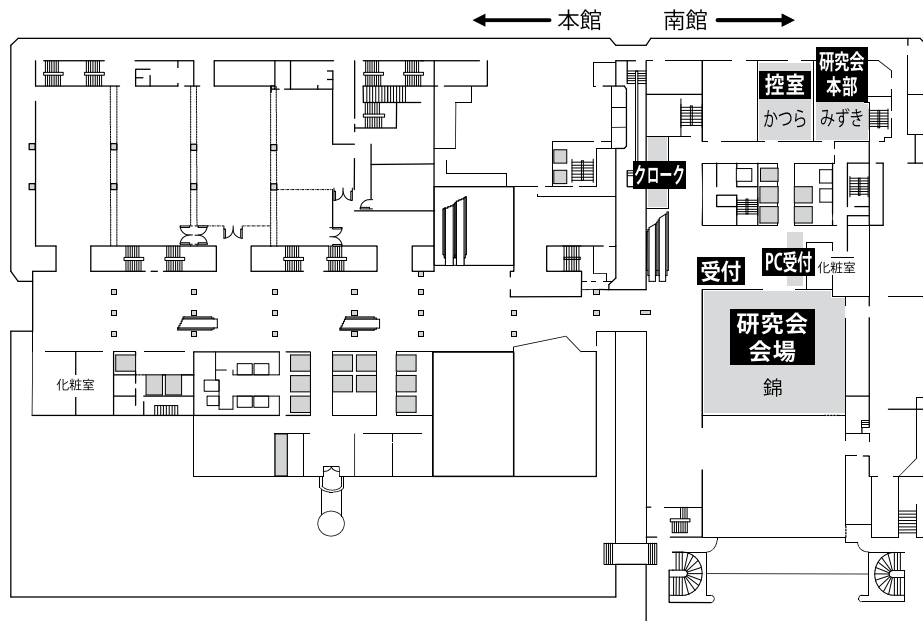 本館
南館
控室
かつら
研究会
本部
みずき
クローク
受付
PC受付
化粧室
研究会
会場
錦
化粧室